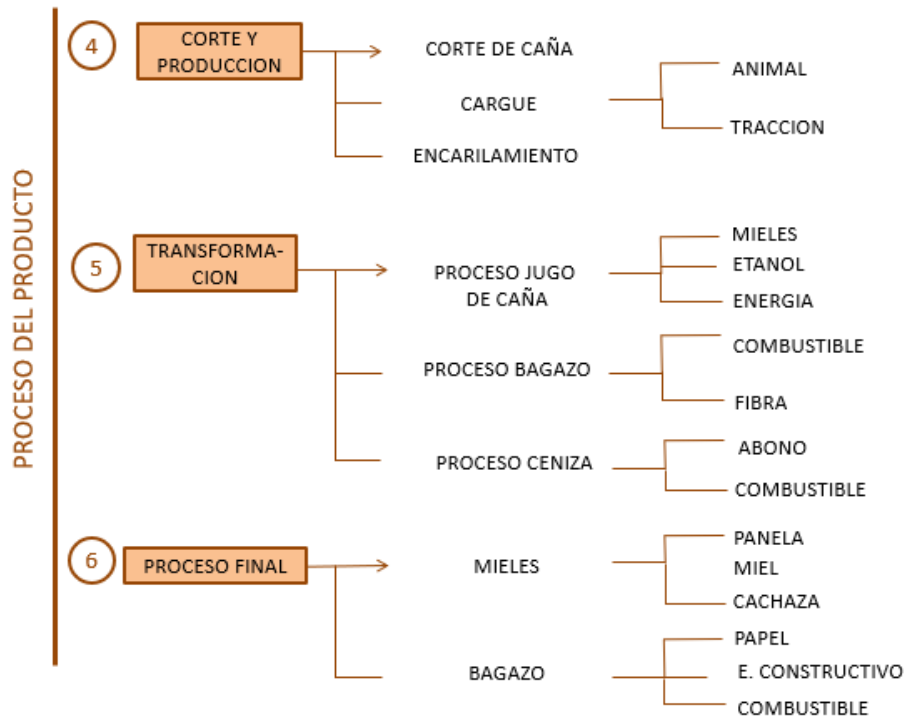 PROCESO DEL PRODUCTO
4
CORTE Y
PRODUCCION
CORTE DE CAÑA
CARGUE
ENCARILAMIENTO
ANIMAL
TRACCION
5
TRANSFORMA-
CION
PROCESO JUGO
DE CAÑA
MIELES
ETANOL
ENERGIA
PROCESO BAGAZO
COMBUSTIBLE
FIBRA
PROCESO CENIZA
ABONO
COMBUSTIBLE
6
PROCESO FINAL
MIELES
PANELA
MIEL
CACHAZA
BAGAZO
PAPEL
E. CONSTRUCTIVO
COMBUSTIBLE